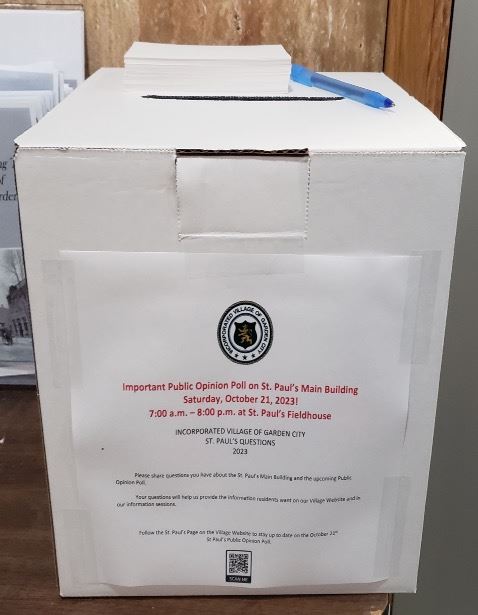 INCORPORATED VILLAGE OF GARDEN CITY
Important Public Opinion Poll on St. Paul's Main Building
Saturday, October 21, 2023!
7:00 a.m. – 8:00 p.m. at St. Paul's Fieldhouse
INCORPORATED VILLAGE OF GARDEN CITY
ST. PAUL'S QUESTIONS
2023
Please share questions you have about the St. Paul's Main Building and the upcoming Public
Opinion Poll.
Your questions will help us provide the information residents want on our Village Website and in
our information sessions.
Follow the St. Paul's Page on the Village Website to stay up to date on the October 21st
St Paul's Public Opinion Poll.
SCAN ME
of